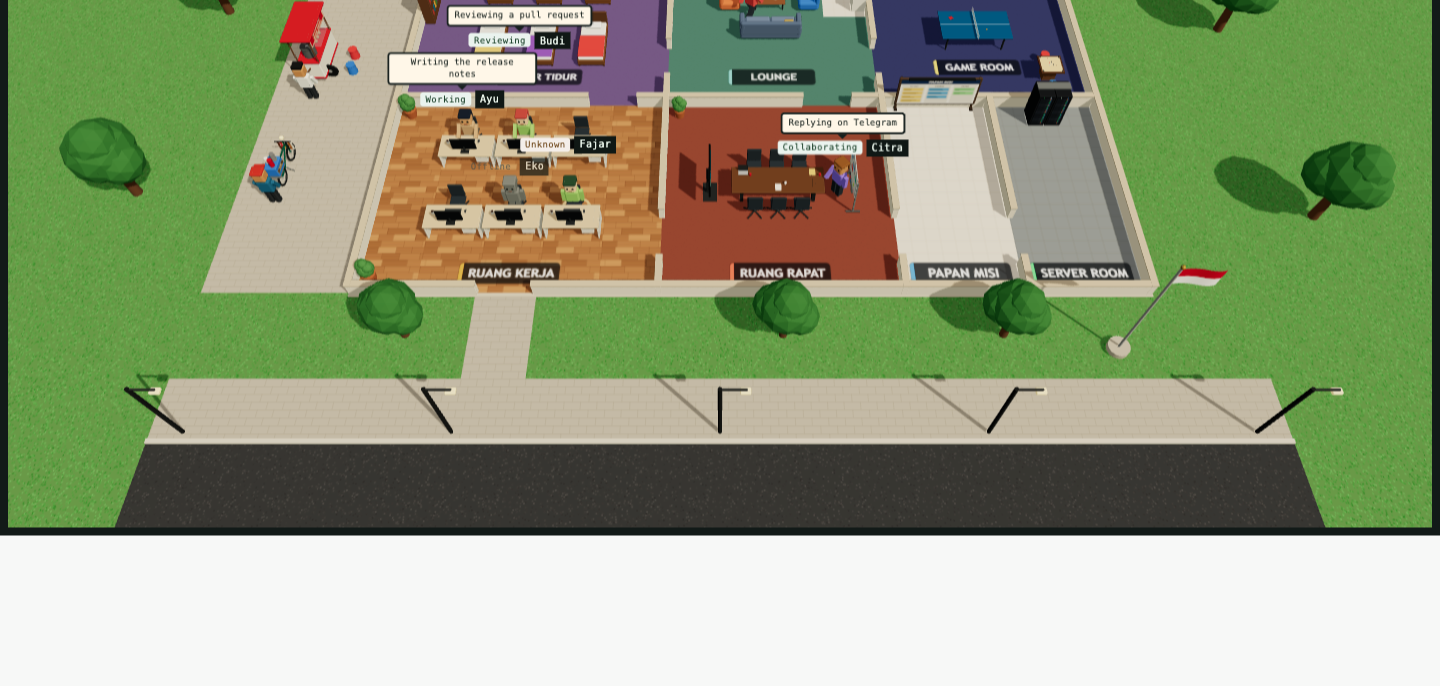 Reviewing a pull request
Reviewing
Budi
Writing the release
notes
R TIDUR
LOUNGE
GAME ROOM
Working
Ayu
Replying on Telegram
Unknown
Fajar
Collaborating
Citra
Eko
RUANG KERJA
RUANG RAPAT
PAPAN MISI
SERVER ROOM